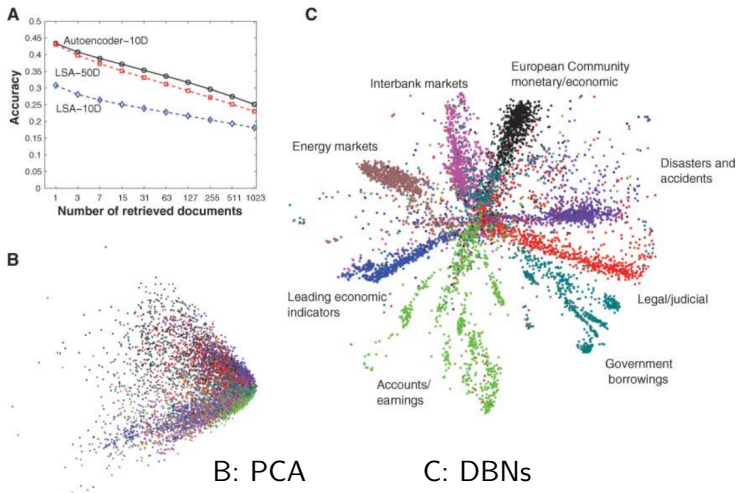 A
0.5
0.45
0.4
0.35
0.3
0.25
0.2
0.15
0.1
0.05
0
Accuracy
Autoencoder-10D
LSA-50D
LSA-10D
1 3 7 15 31 63 127 255 511 1023
Number of retrieved documents
B
C
European Community
monetary/economic
Interbank markets
Energy markets
Disasters and
accidents
Leading economic
indicators
Legal/judicial
Government
borrowings
Accounts/
earnings
B: PCA
C: DBNs